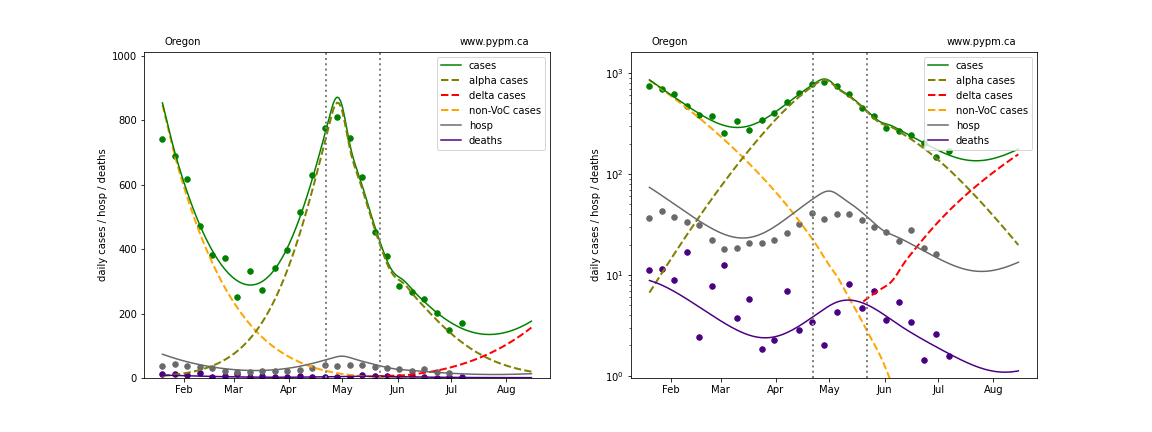 Oregon
www.pypm.ca
1000
800
600
400
200
0
daily cases / hosp / deaths
Feb
Mar
Apr
May
Jun
Jul
Aug
cases
alpha cases
delta cases
non-VoC cases
hosp
deaths
Oregon
www.pypm.ca
10³
10²
10¹
10⁰
daily cases / hosp / deaths
Feb
Mar
Apr
May
Jun
Jul
Aug
cases
alpha cases
delta cases
non-VoC cases
hosp
deaths